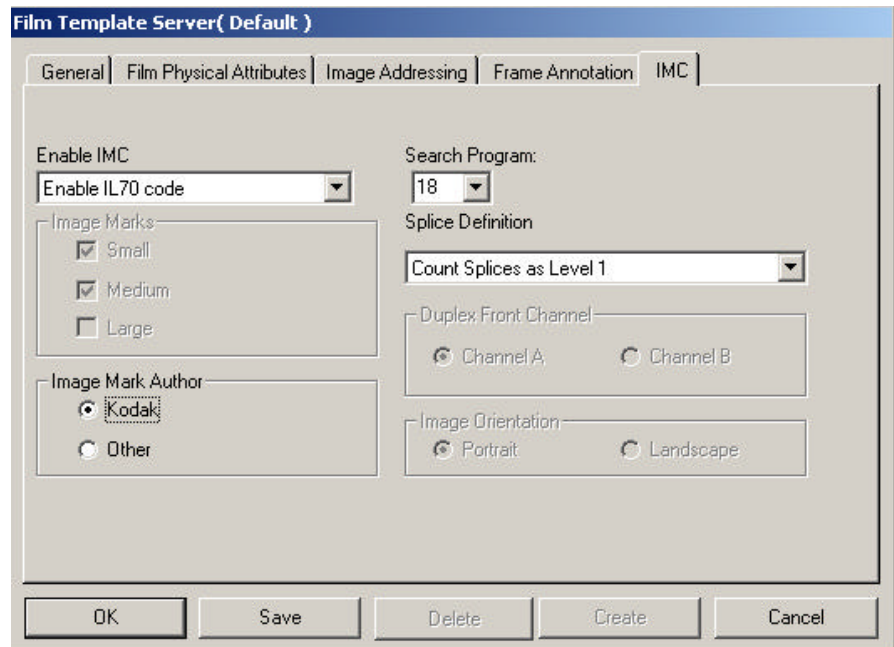 Film Template Server( Default )
General Film Physical Attributes Image Addressing Frame Annotation IMC
Enable IMC
Enable IL70 code
Image Marks
Small
Medium
Large
Image Mark Author
Kodak
Other
Search Program:
18
Splice Definition
Count Splices as Level 1
Duplex Front Channel
Channel A Channel B
Image Orientation
Portrait Landscape
OK Save Delete Create Cancel